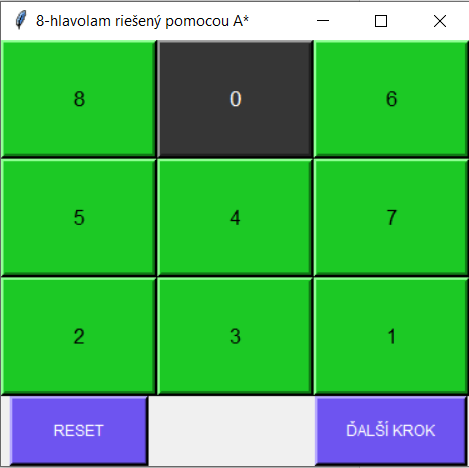 8-hlavolam riešený pomocou A*
8 0 6
5 4 7
2 3 1
RESET ĎALŠÍ KROK